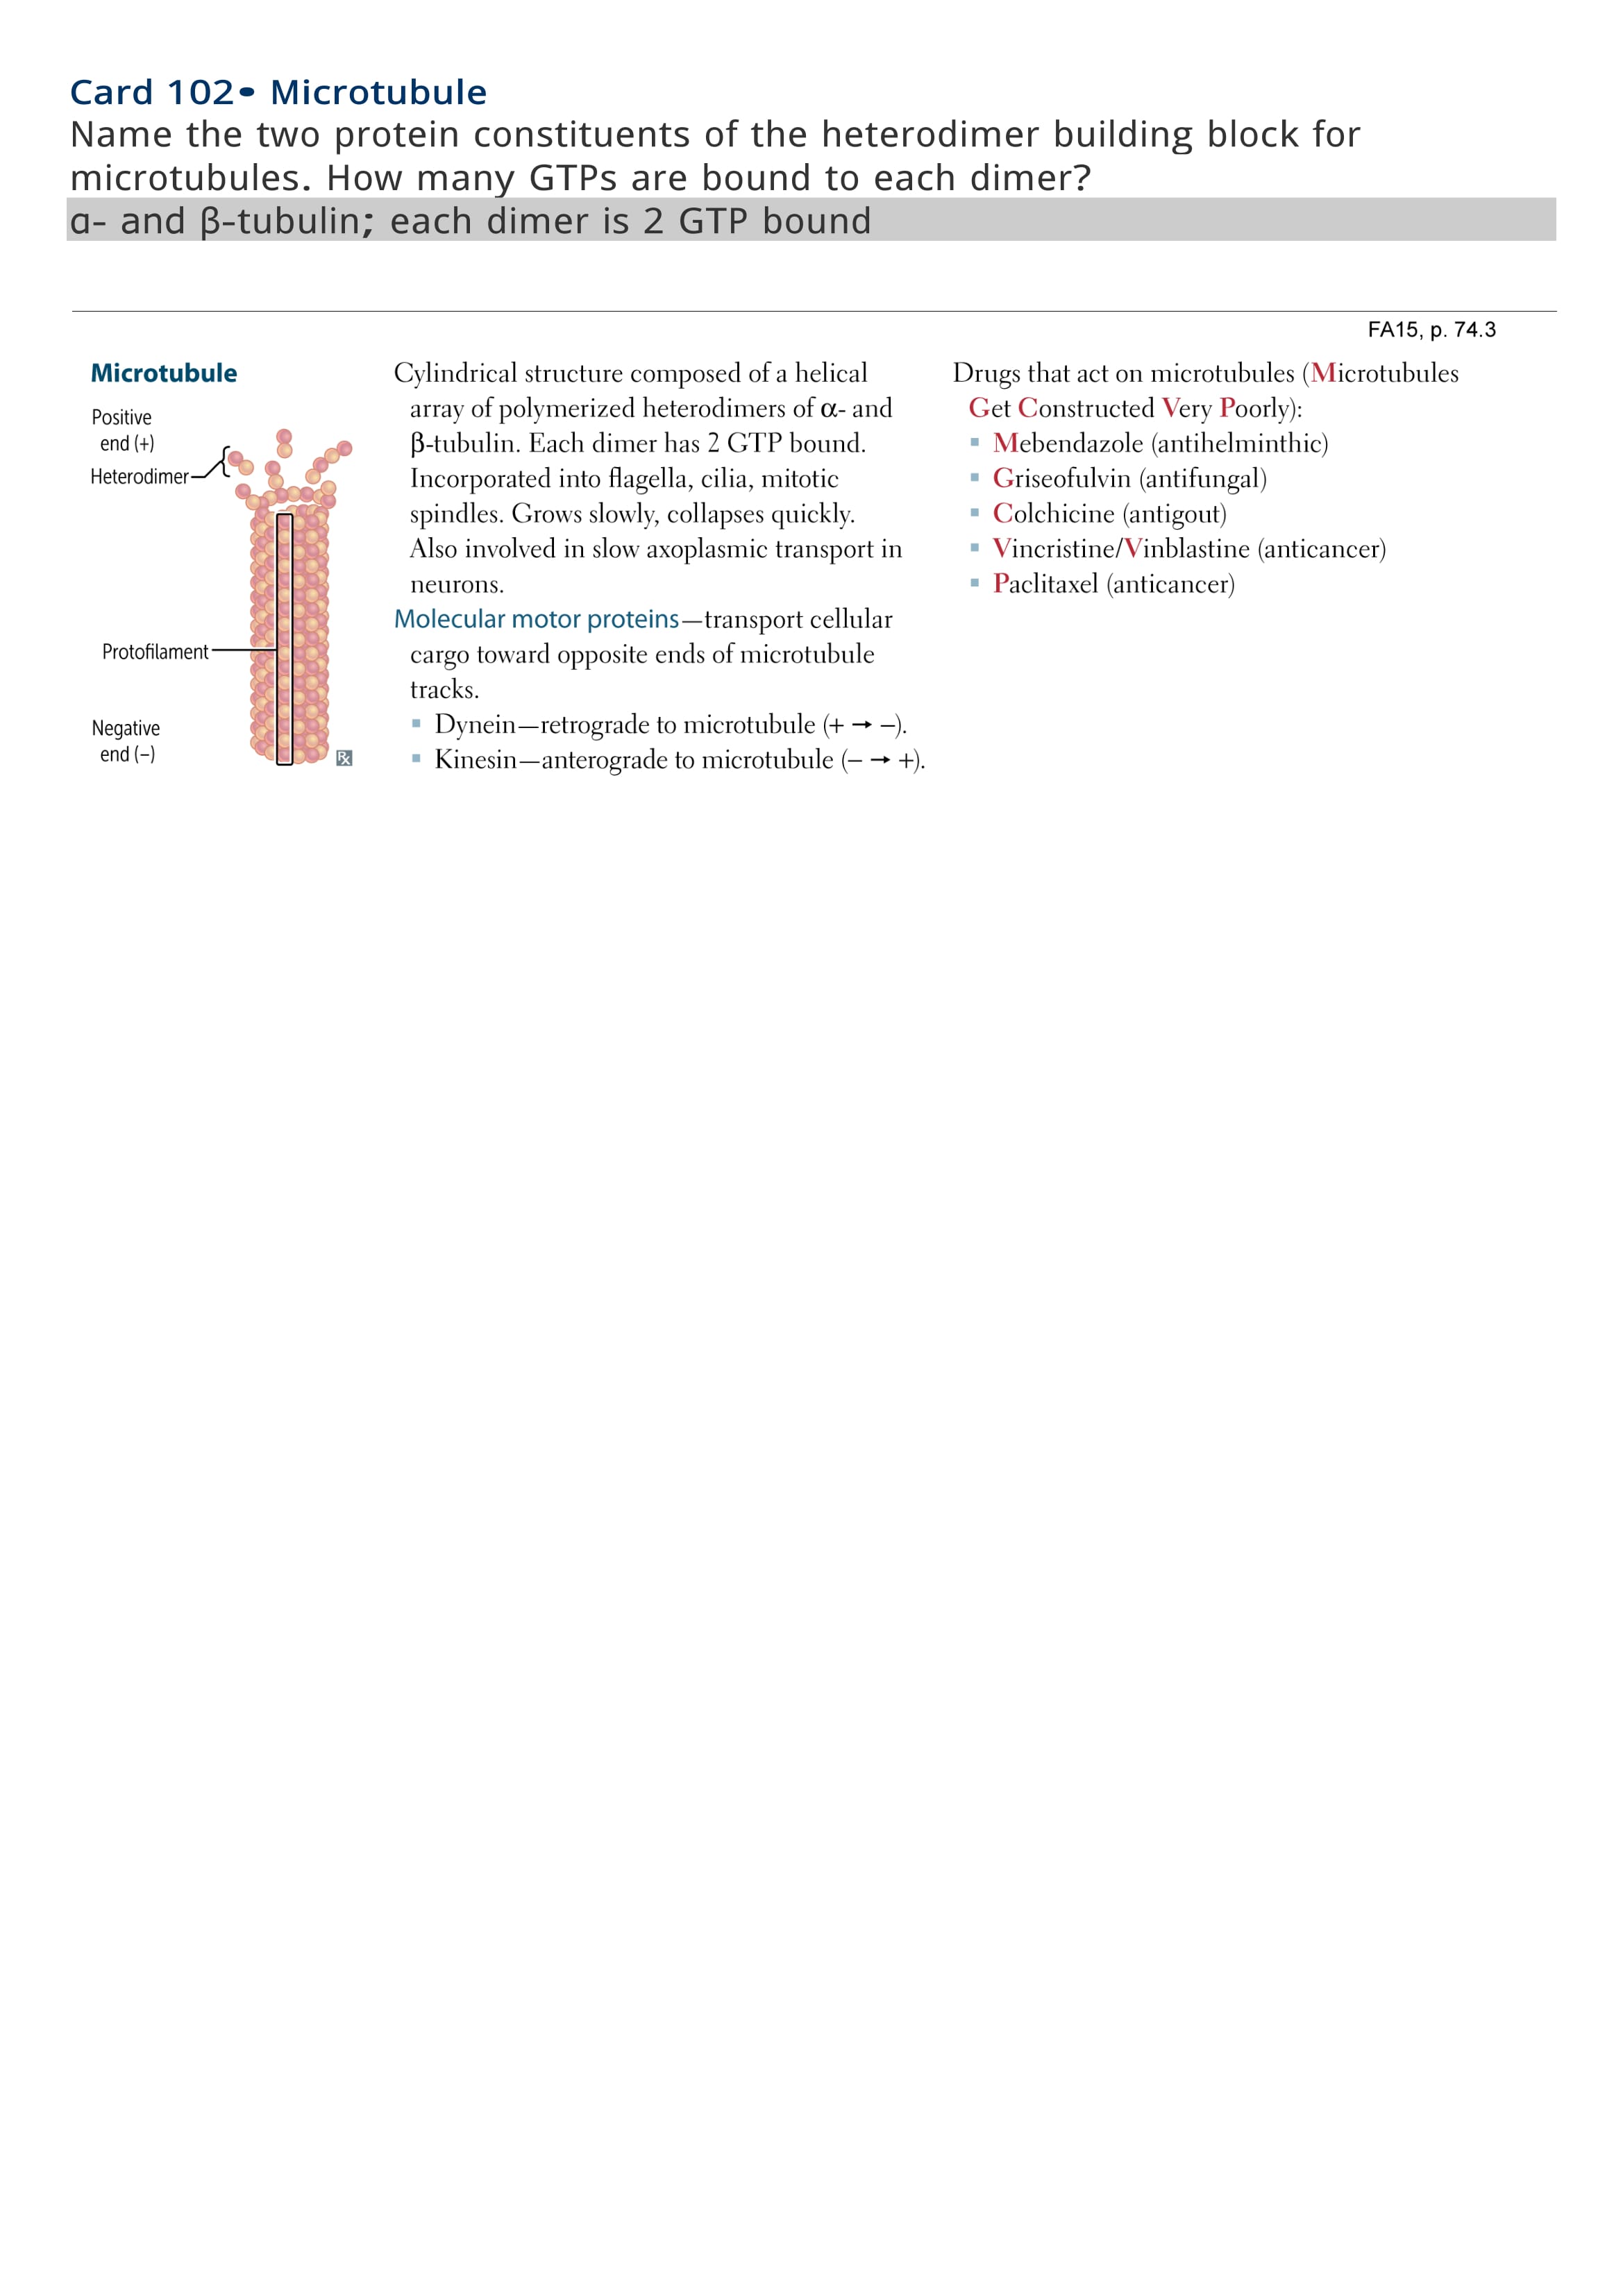 Card 102• Microtubule
Name the two protein constituents of the heterodimer building block for
microtubules. How many GTPs are bound to each dimer?
α- and β-tubulin; each dimer is 2 GTP bound
FA15, p. 74.3
Microtubule
Positive
end (+)
Heterodimer
Protofilament
Negative
end (–)
Rx
Cylindrical structure composed of a helical
array of polymerized heterodimers of α- and
β-tubulin. Each dimer has 2 GTP bound.
Incorporated into flagella, cilia, mitotic
spindles. Grows slowly, collapses quickly.
Also involved in slow axoplasmic transport in
neurons.
Molecular motor proteins—transport cellular
cargo toward opposite ends of microtubule
tracks.
▪ Dynein—retrograde to microtubule (+ → –).
▪ Kinesin—anterograde to microtubule (– → +).
Drugs that act on microtubules (Microtubules
Get Constructed Very Poorly):
▪ Mebendazole (antihelminthic)
▪ Griseofulvin (antifungal)
▪ Colchicine (antigout)
▪ Vincristine/Vinblastine (anticancer)
▪ Paclitaxel (anticancer)